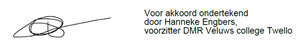 Voor akkoord ondertekend
door Hanneke Engbers,
voorzitter DMR Veluws college Twello